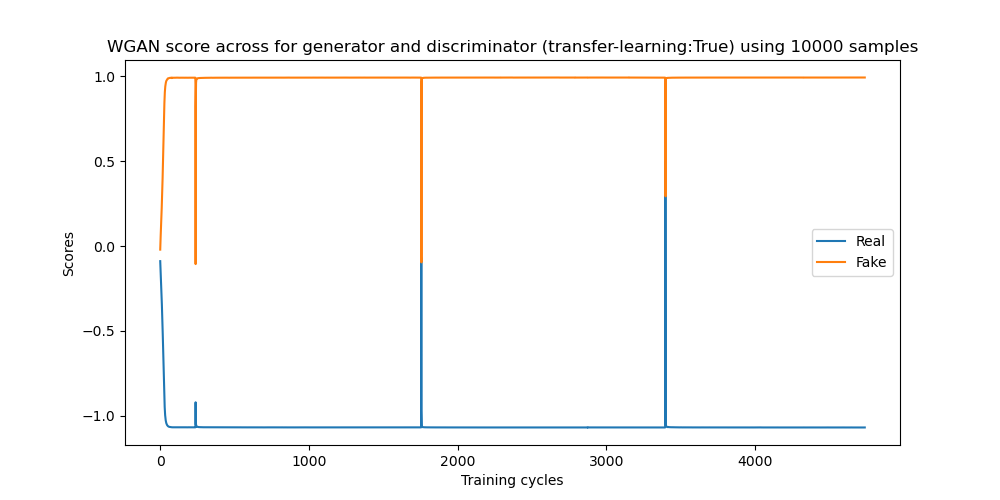 WGAN score across for generator and discriminator (transfer-learning:True) using 10000 samples
1.0
0.5
0.0
−0.5
−1.0
Scores
Real
Fake
0 1000 2000 3000 4000
Training cycles